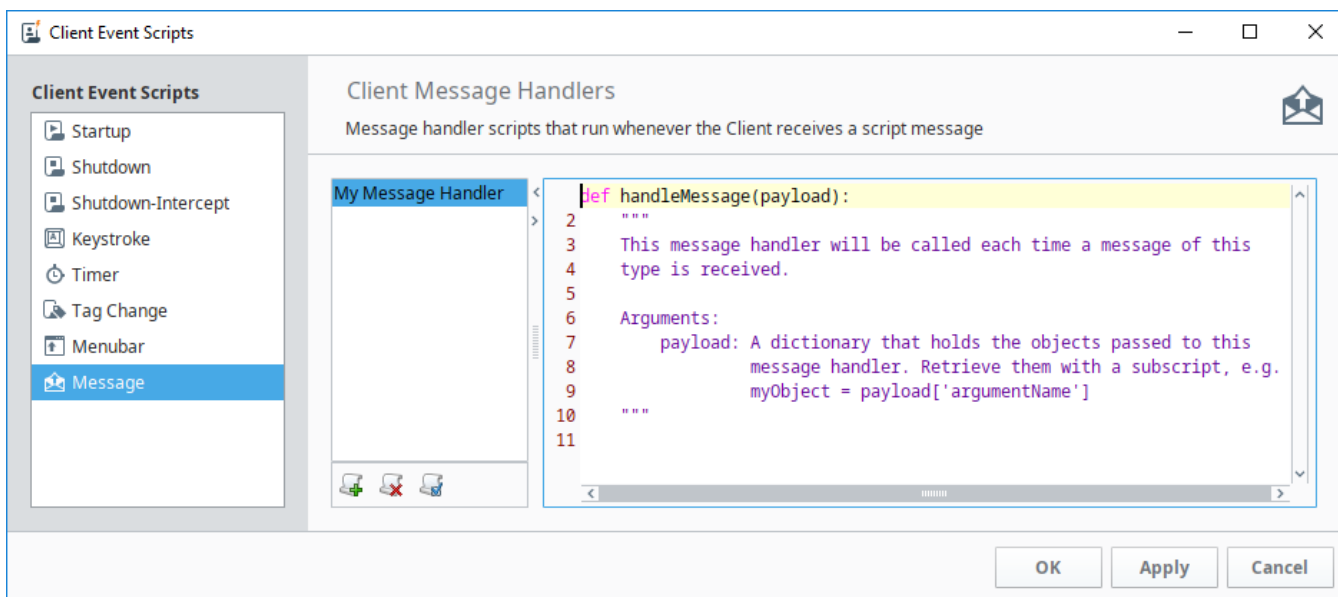 Client Event Scripts
Client Event Scripts
Startup
Shutdown
Shutdown-Intercept
Keystroke
Timer
Tag Change
Menubar
Message
Client Message Handlers
Message handler scripts that run whenever the Client receives a script message
My Message Handler
def handleMessage(payload):
2 """
3 This message handler will be called each time a message of this
4 type is received.
5
6 Arguments:
7 payload: A dictionary that holds the objects passed to this
8 message handler. Retrieve them with a subscript, e.g.
9 myObject = payload['argumentName']
10 """
11
OK Apply Cancel